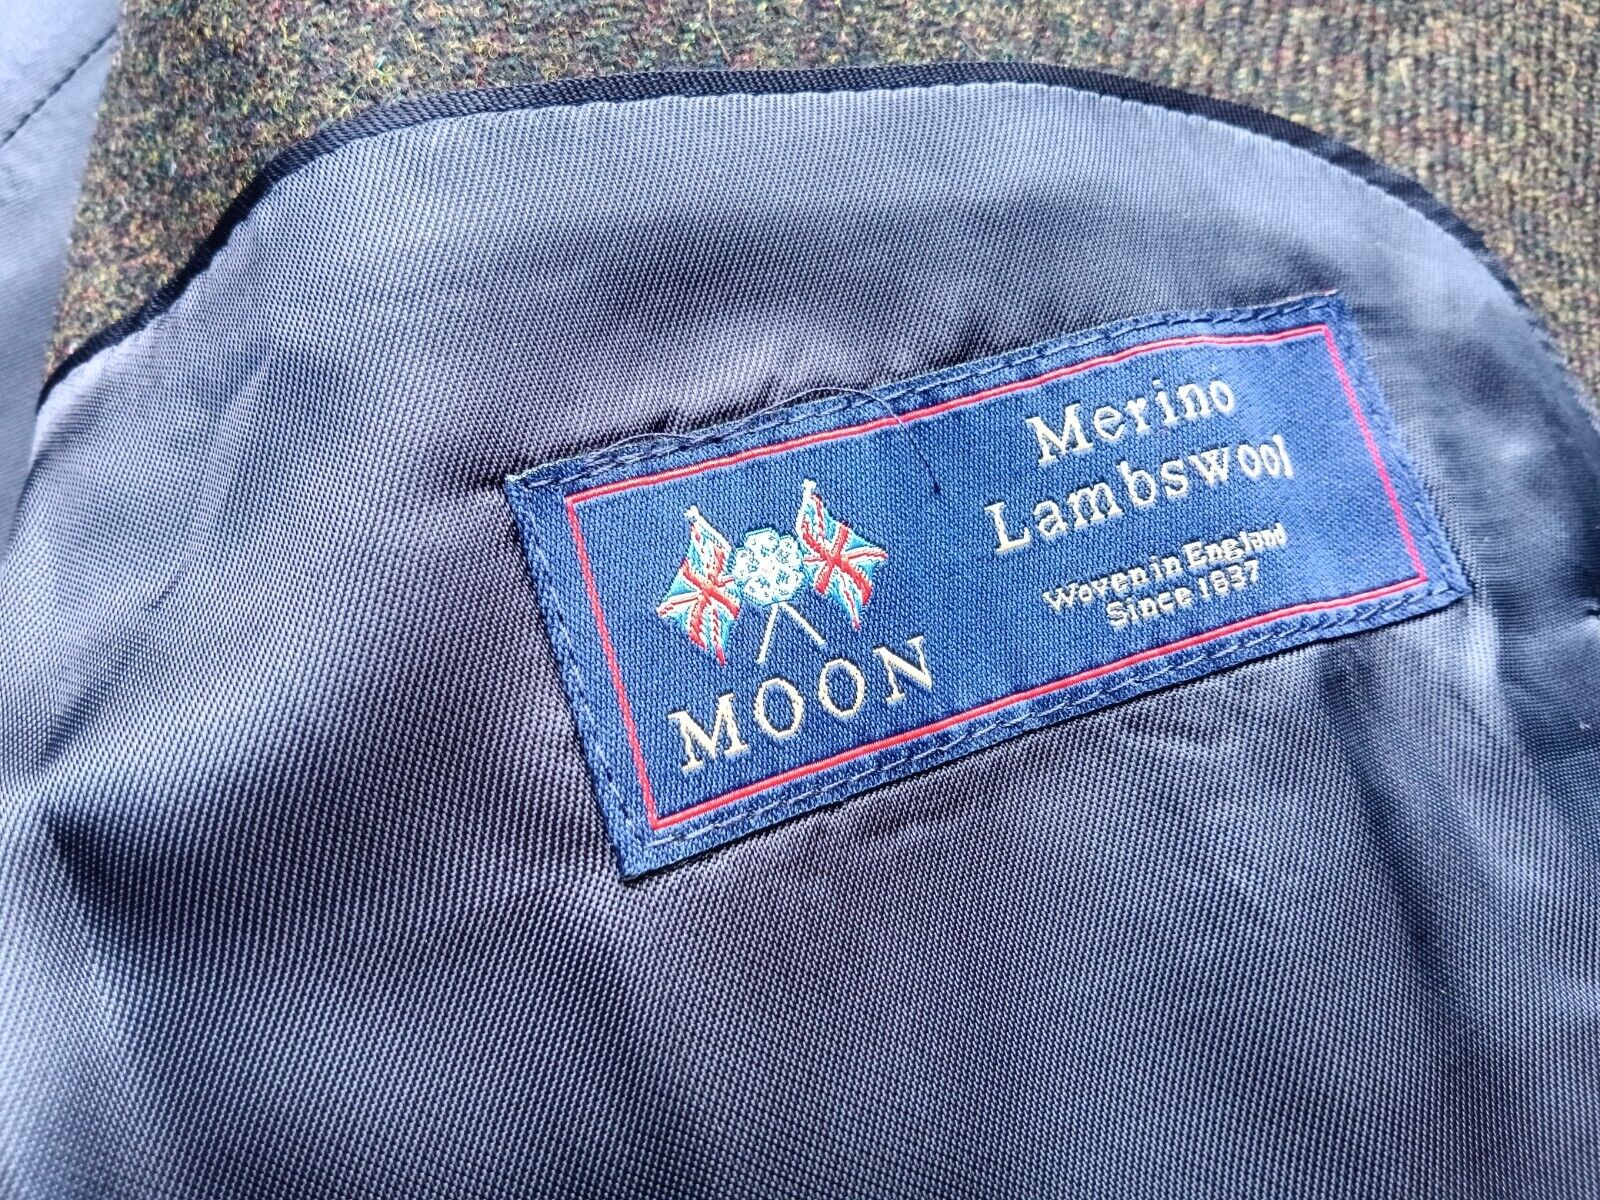 MOON
Merino
Lambswool
Woven in England
Since 1837